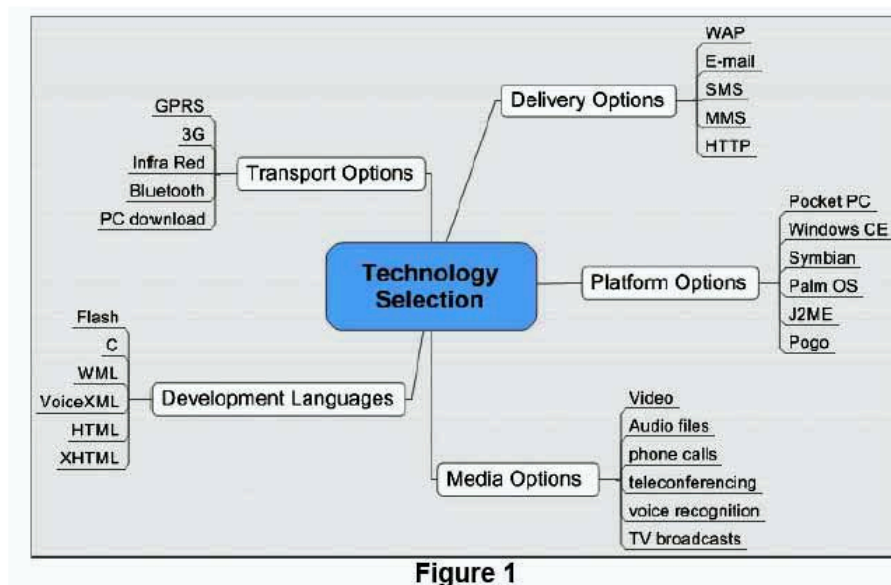 WAP
E-mail
SMS
MMS
HTTP
Delivery Options
GPRS
3G
Infra Red
Bluetooth
PC download
Transport Options
Technology
Selection
Pocket PC
Windows CE
Symbian
Palm OS
J2ME
Pogo
Platform Options
Flash
C
WML
VoiceXML
HTML
XHTML
Development Languages
Video
Audio files
phone calls
teleconferencing
voice recognition
TV broadcasts
Media Options
Figure 1